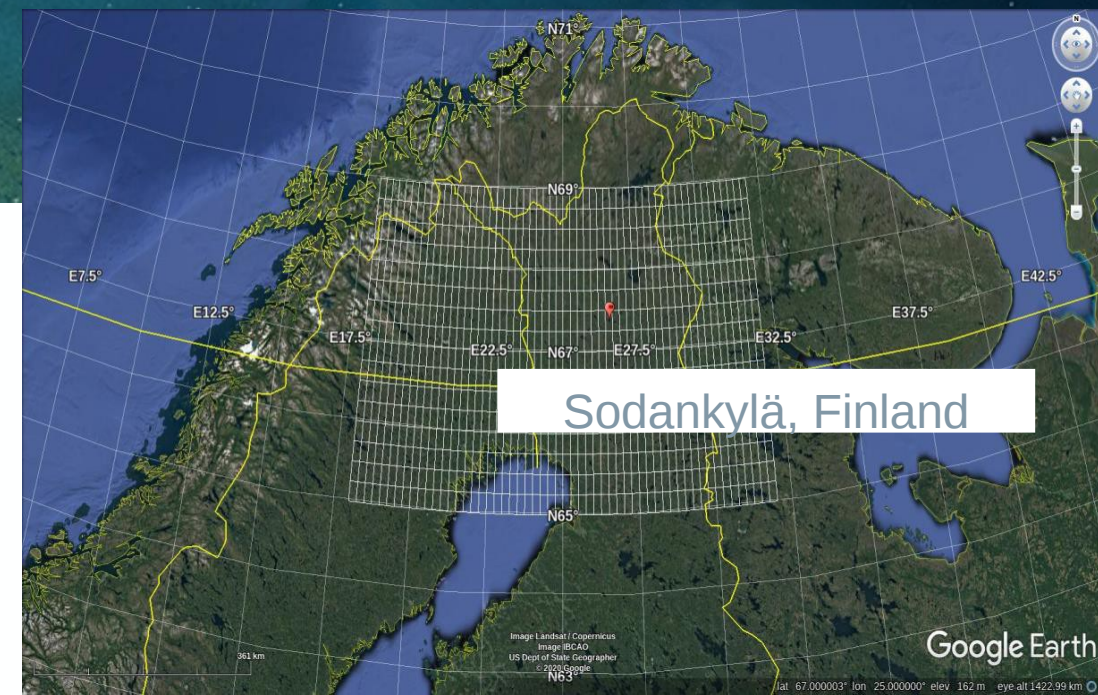 N71°
N
N69°
E7.5°
E42.5°
E12.5°
E37.5°
E17.5°
E32.5°
E22.5°
N67°
E27.5°
Sodankylä, Finland
N65°
Image Landsat / Copernicus
Image IBCAO
US Dept of State Geographer
© 2020 Google
Google Earth
361 km
N63°
lat 67.000003° lon 25.000000° elev 162 m eye alt 1422.99 km